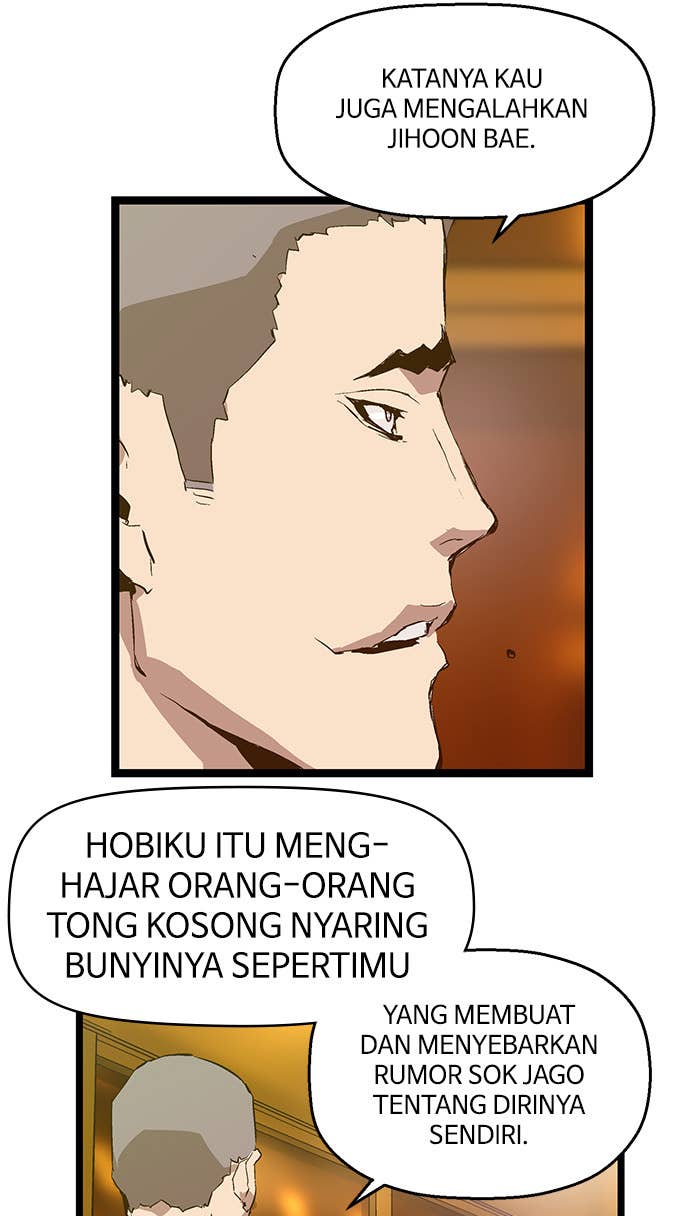 KATANYA KAU
JUGA MENGALAHKAN
JIHOON BAE.
HOBIKU ITU MENG-
HAJAR ORANG-ORANG
TONG KOSONG NYARING
BUNYINYA SEPERTIMU
YANG MEMBUAT
DAN MENYEBARKAN
RUMOR SOK JAGO
TENTANG DIRINYA
SENDIRI.